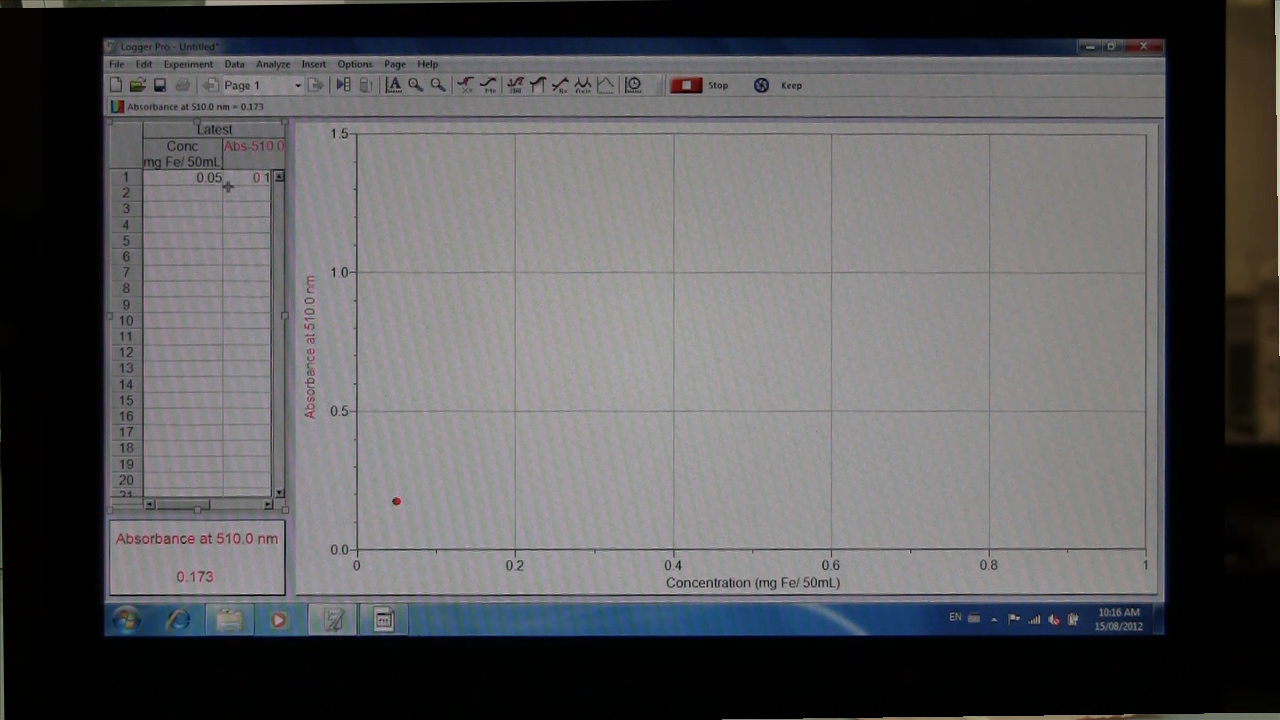 Logger Pro - Untitled*
File Edit Experiment Data Analyze Insert Options Page Help
Page 1
Stop
Keep
Absorbance at 510.0 nm = 0.173
Latest
Conc
mg Fe/ 50mL
Abs-510.0
1 0.05 0.1
2
3
4
5
6
7
8
9
10
11
12
13
14
15
16
17
18
19
20
21
Absorbance at 510.0 nm
0.173
1.5
1.0
0.5
0.0
Absorbance at 510.0 nm
0 0.2 0.4 0.6 0.8 1
Concentration (mg Fe/ 50mL)
EN
10:16 AM
15/08/2012